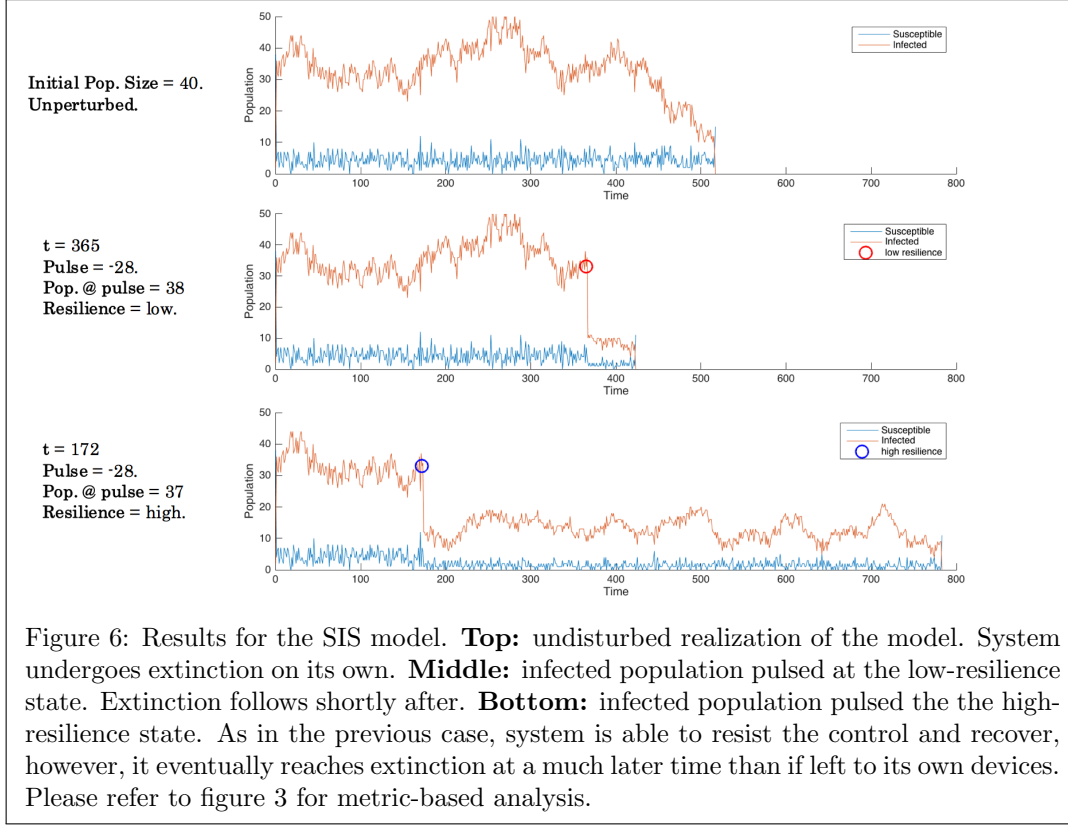 Initial Pop. Size = 40.
Unperturbed.
Population
50
40
30
20
10
0
0 100 200 300 400 500 600 700 800
Time
Susceptible
Infected
t = 365
Pulse = -28.
Pop. @ pulse = 38
Resilience = low.
Population
50
40
30
20
10
0
0 100 200 300 400 500 600 700 800
Time
Susceptible
Infected
low resilience
t = 172
Pulse = -28.
Pop. @ pulse = 37
Resilience = high.
Population
50
40
30
20
10
0
0 100 200 300 400 500 600 700 800
Time
Susceptible
Infected
high resilience
Figure 6: Results for the SIS model. Top: undisturbed realization of the model. System
undergoes extinction on its own. Middle: infected population pulsed at the low-resilience
state. Extinction follows shortly after. Bottom: infected population pulsed the the high-
resilience state. As in the previous case, system is able to resist the control and recover,
however, it eventually reaches extinction at a much later time than if left to its own devices.
Please refer to figure 3 for metric-based analysis.